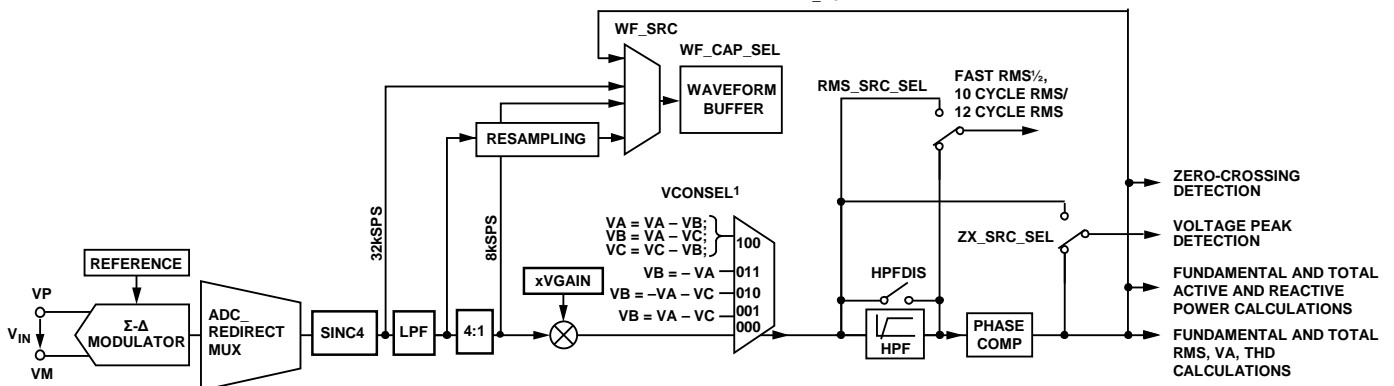 WF_SRC
WF_CAP_SEL
WAVEFORM
BUFFER
RESAMPLING
RMS_SRC_SEL
FAST RMS½,
10 CYCLE RMS/
12 CYCLE RMS
32kSPS
8kSPS
VCONSEL1
VA = VA – VB;
VB = VA – VC;
VC = VC – VB;
100
VB = – VA
011
VB = –VA – VC
010
VB = VA – VC
001
000
ZX_SRC_SEL
HPFDIS
ZERO-CROSSING
DETECTION
VOLTAGE PEAK
DETECTION
FUNDAMENTAL AND TOTAL
ACTIVE AND REACTIVE
POWER CALCULATIONS
FUNDAMENTAL AND TOTAL
RMS, VA, THD
CALCULATIONS
REFERENCE
VP
VIN
VM
Σ-Δ
MODULATOR
ADC_
REDIRECT
MUX
SINC4
LPF
4:1
xVGAIN
HPF
PHASE
COMP